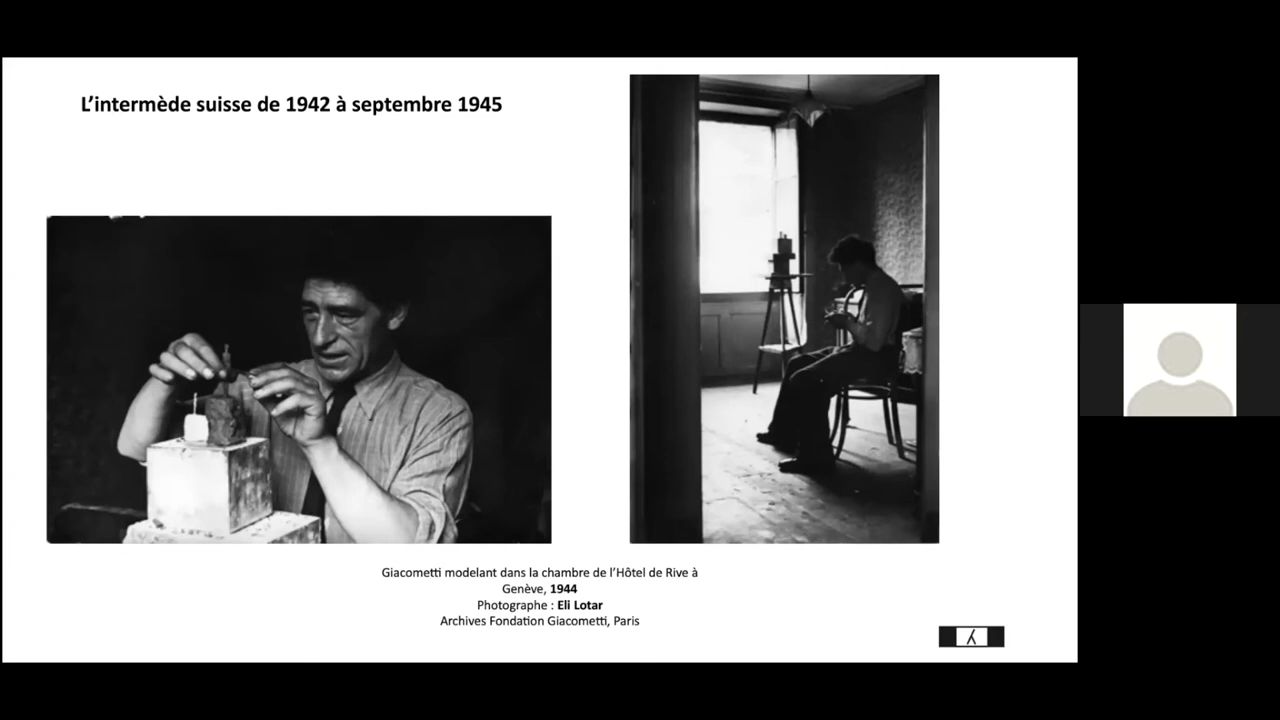 L’intermède suisse de 1942 à septembre 1945
Giacometti modelant dans la chambre de l’Hôtel de Rive à
Genève, 1944
Photographe : Eli Lotar
Archives Fondation Giacometti, Paris